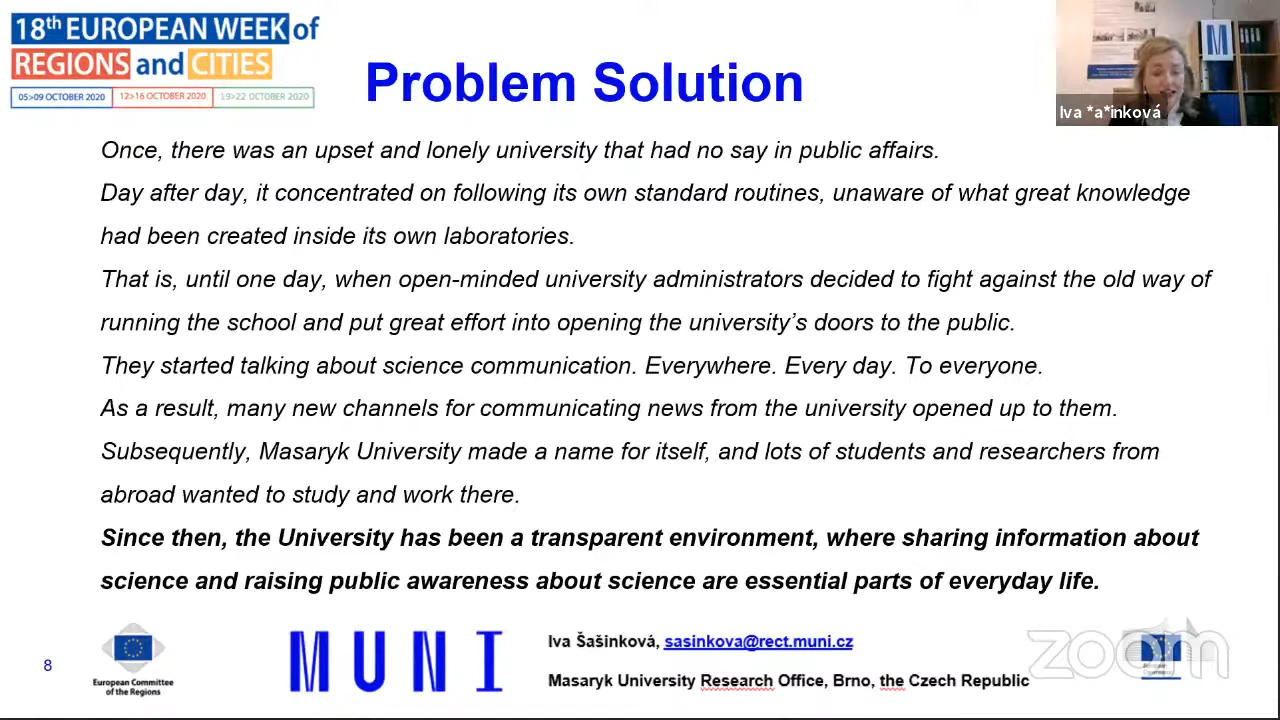 18th EUROPEAN WEEK of
REGIONS and CITIES
05>09 OCTOBER 2020 12>16 OCTOBER 2020 19>22 OCTOBER 2020
Problem Solution
M
Iva *a*inková
Once, there was an upset and lonely university that had no say in public affairs.
Day after day, it concentrated on following its own standard routines, unaware of what great knowledge
had been created inside its own laboratories.
That is, until one day, when open-minded university administrators decided to fight against the old way of
running the school and put great effort into opening the university’s doors to the public.
They started talking about science communication. Everywhere. Every day. To everyone.
As a result, many new channels for communicating news from the university opened up to them.
Subsequently, Masaryk University made a name for itself, and lots of students and researchers from
abroad wanted to study and work there.
Since then, the University has been a transparent environment, where sharing information about
science and raising public awareness about science are essential parts of everyday life.
8
European Committee
of the Regions
MUNI
Iva Šašinková, sasinkova@rect.muni.cz
Masaryk University Research Office, Brno, the Czech Republic
zoom